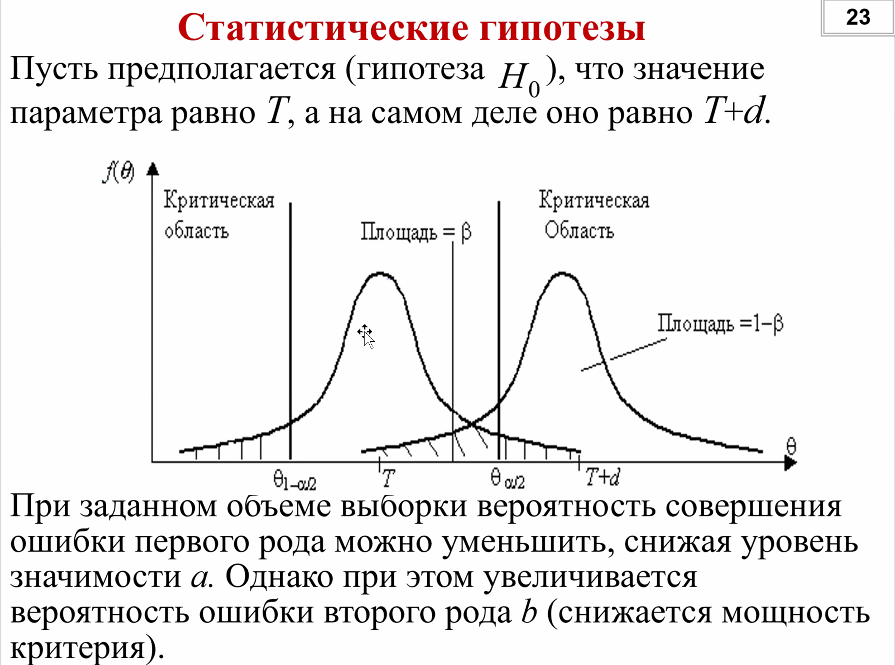 23
Статистические гипотезы
Пусть предполагается (гипотеза H₀), что значение
параметра равно T, а на самом деле оно равно T+d.
f(θ)
Критическая
область
Площадь = β
Критическая
Область
Площадь =1–β
θ
θ₁₋α/₂
T
θ α/2
T+d
При заданном объеме выборки вероятность совершения
ошибки первого рода можно уменьшить, снижая уровень
значимости a. Однако при этом увеличивается
вероятность ошибки второго рода b (снижается мощность
критерия).